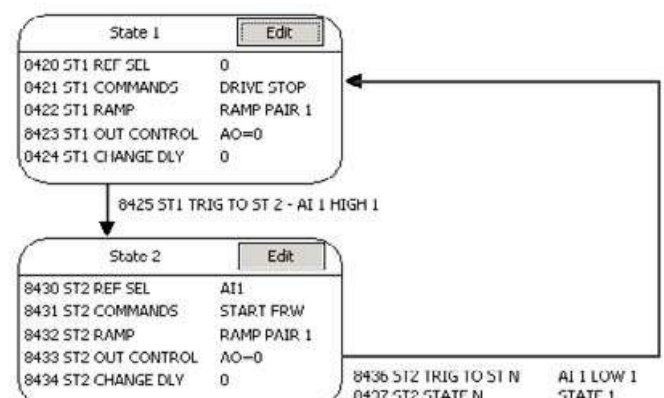 State 1 Edit
8420 ST1 REF SEL 0
8421 ST1 COMMANDS DRIVE STOP
8422 ST1 RAMP RAMP PAIR 1
8423 ST1 OUT CONTROL AO=0
8424 ST1 CHANGE DLY 0
8425 ST1 TRIG TO ST 2 - AI 1 HIGH 1
State 2 Edit
8430 ST2 REF SEL AI1
8431 ST2 COMMANDS START FRW
8432 ST2 RAMP RAMP PAIR 1
8433 ST2 OUT CONTROL AO=0
8434 ST2 CHANGE DLY 0
8436 ST2 TRIG TO ST N AI 1 LOW 1
8437 ST2 STATE N STATE 1